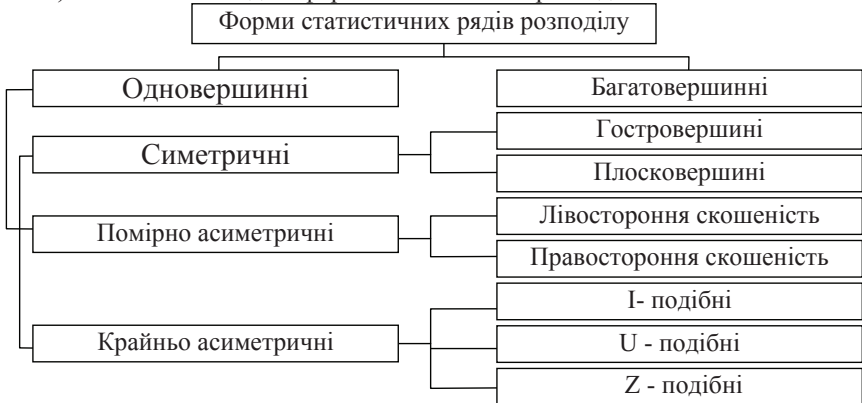 Форми статистичних рядів розподілу
Одновершинні
Багатовершинні
Симетричні
Гостровершині
Плосковершині
Помірно асиметричні
Лівостороння скошеність
Правостороння скошеність
Крайньо асиметричні
І- подібні
U - подібні
Z - подібні